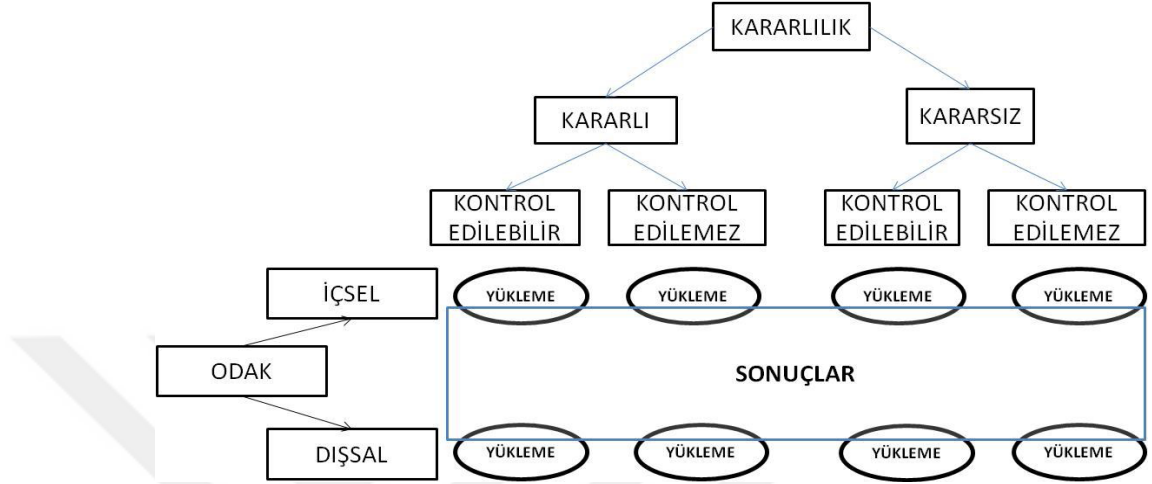 KARARLILIK
KARARLI
KARARSIZ
KONTROL
EDİLEBİLİR
KONTROL
EDİLEMEZ
KONTROL
EDİLEBİLİR
KONTROL
EDİLEMEZ
İÇSEL
YÜKLEME
YÜKLEME
YÜKLEME
YÜKLEME
ODAK
SONUÇLAR
DIŞSAL
YÜKLEME
YÜKLEME
YÜKLEME
YÜKLEME